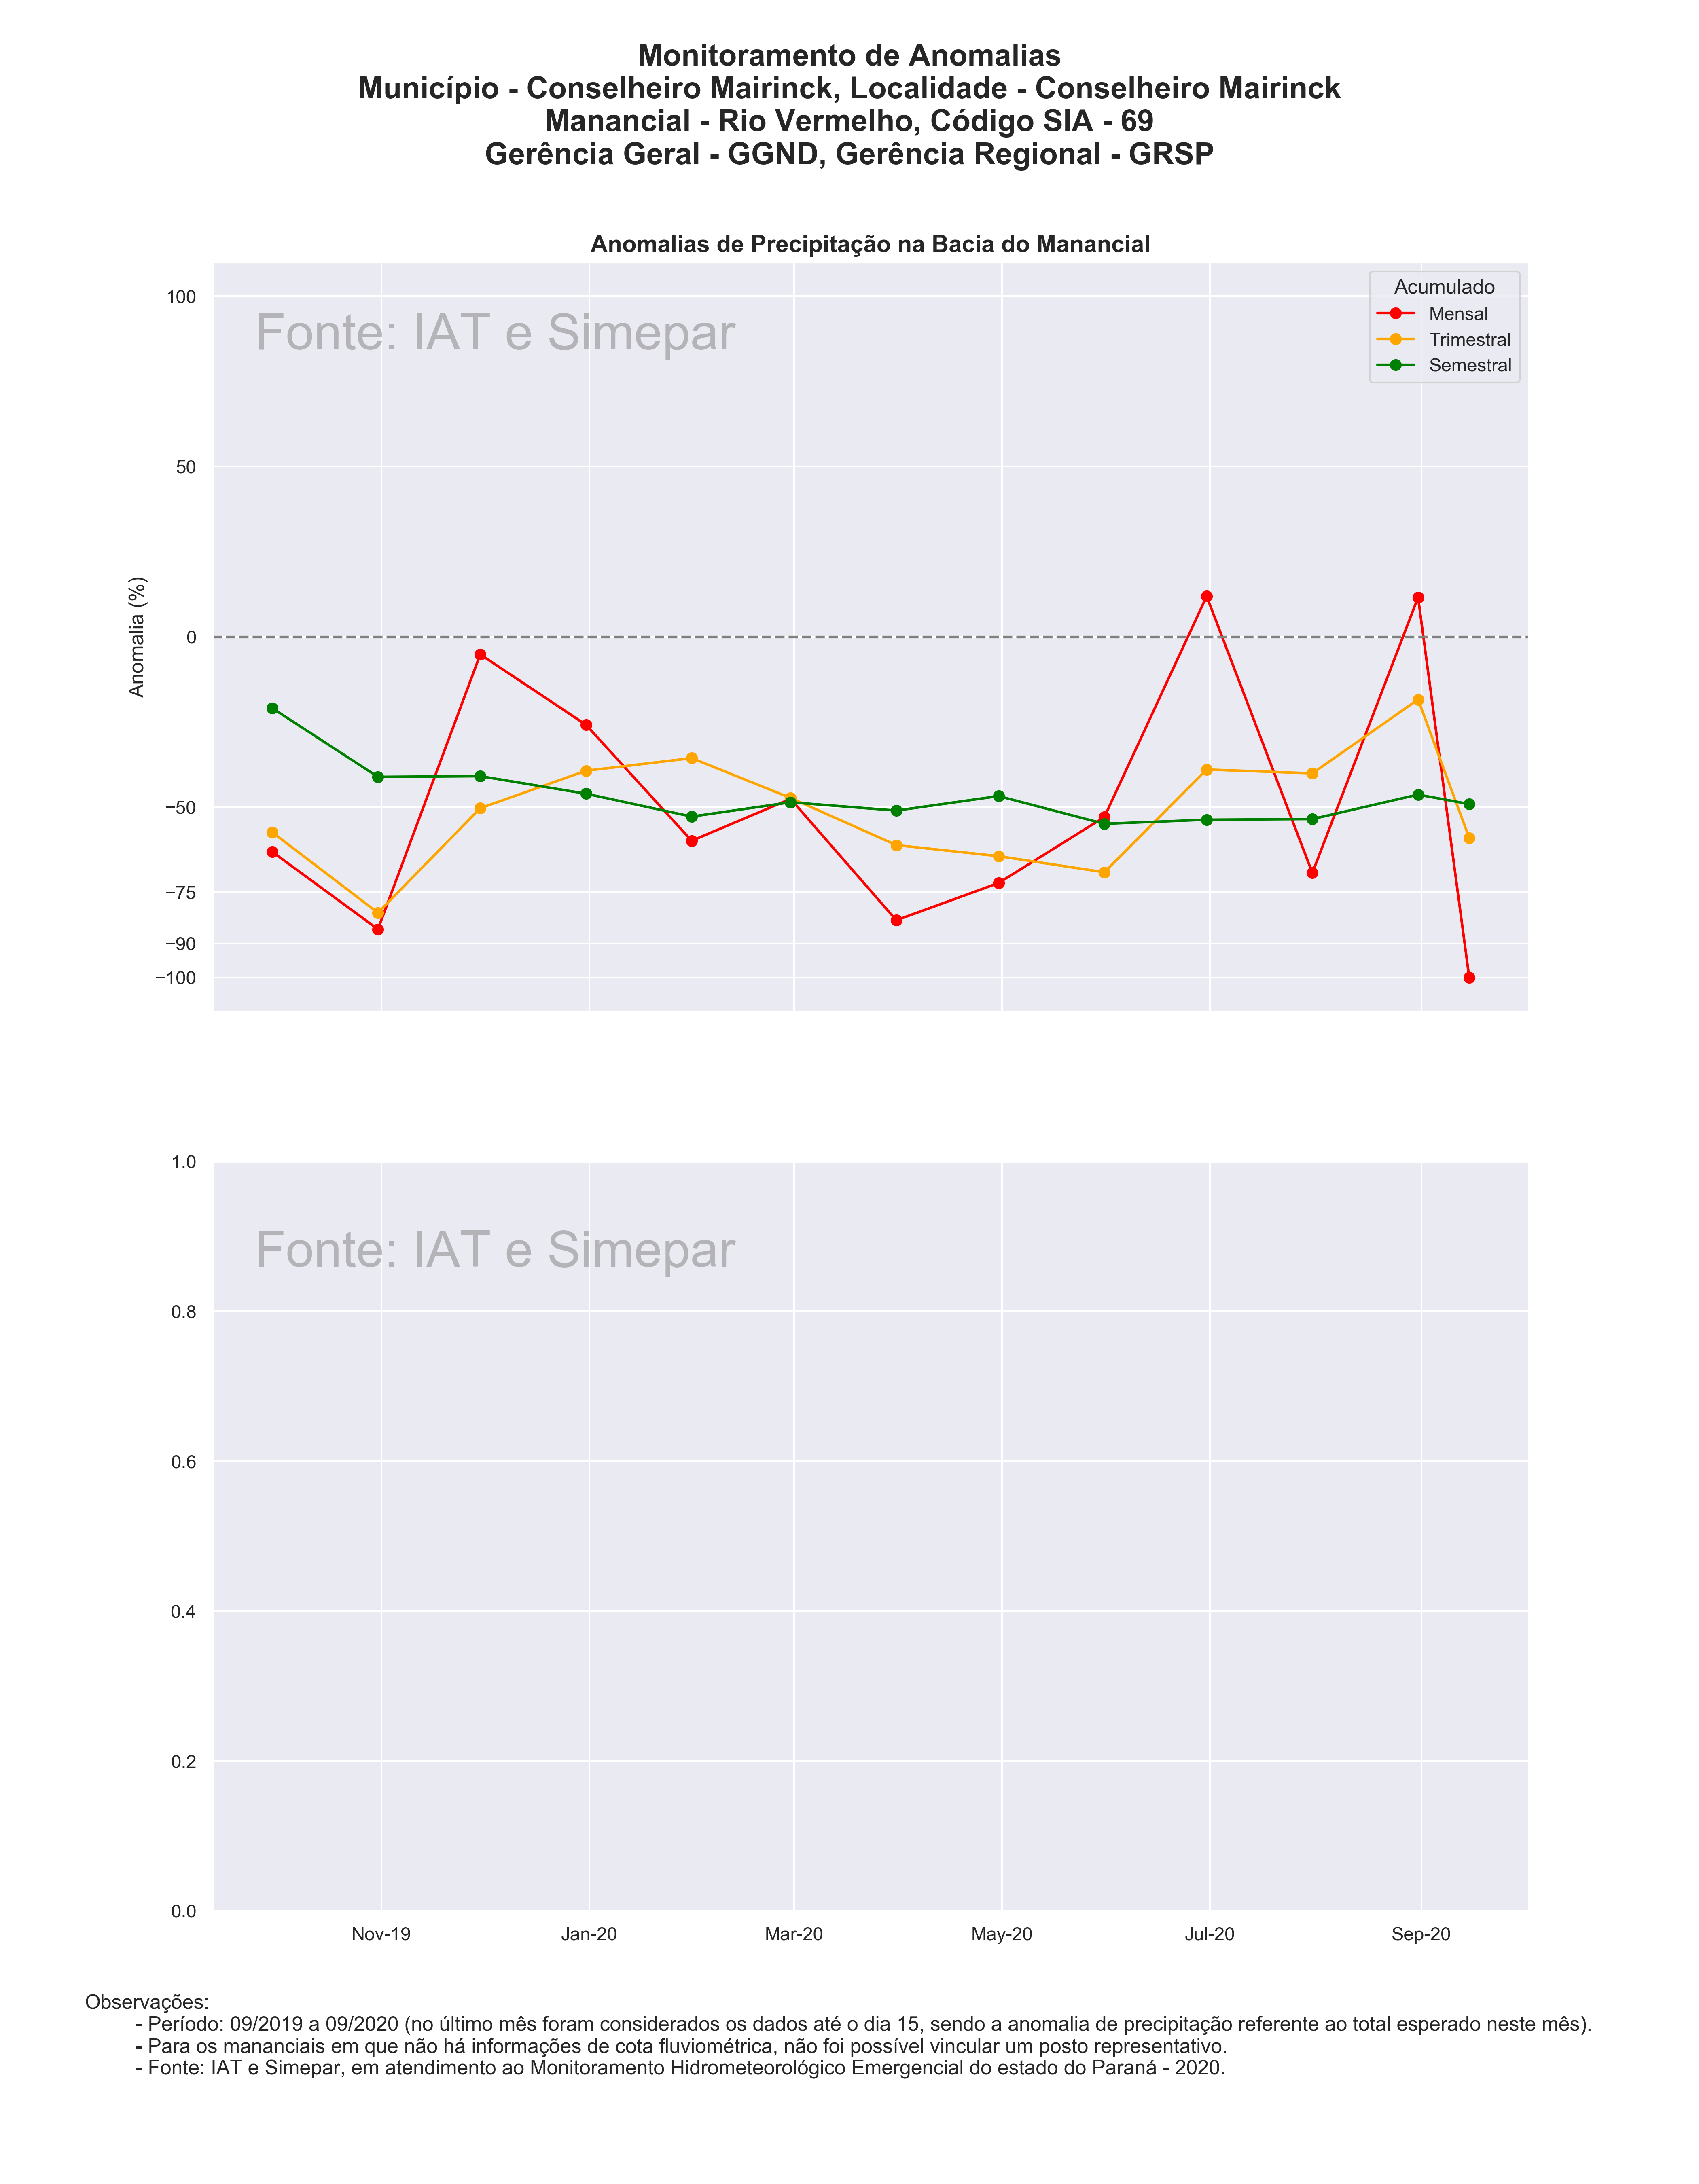 Monitoramento de Anomalias
Município - Conselheiro Mairinck, Localidade - Conselheiro Mairinck
Manancial - Rio Vermelho, Código SIA - 69
Gerência Geral - GGND, Gerência Regional - GRSP
Anomalias de Precipitação na Bacia do Manancial
Fonte: IAT e Simepar
Acumulado
Mensal
Trimestral
Semestral
Anomalia (%)
100
50
0
−50
−75
−90
−100
Fonte: IAT e Simepar
1.0
0.8
0.6
0.4
0.2
0.0
Nov-19 Jan-20 Mar-20 May-20 Jul-20 Sep-20
Observações:
- Período: 09/2019 a 09/2020 (no último mês foram considerados os dados até o dia 15, sendo a anomalia de precipitação referente ao total esperado neste mês).
- Para os mananciais em que não há informações de cota fluviométrica, não foi possível vincular um posto representativo.
- Fonte: IAT e Simepar, em atendimento ao Monitoramento Hidrometeorológico Emergencial do estado do Paraná - 2020.